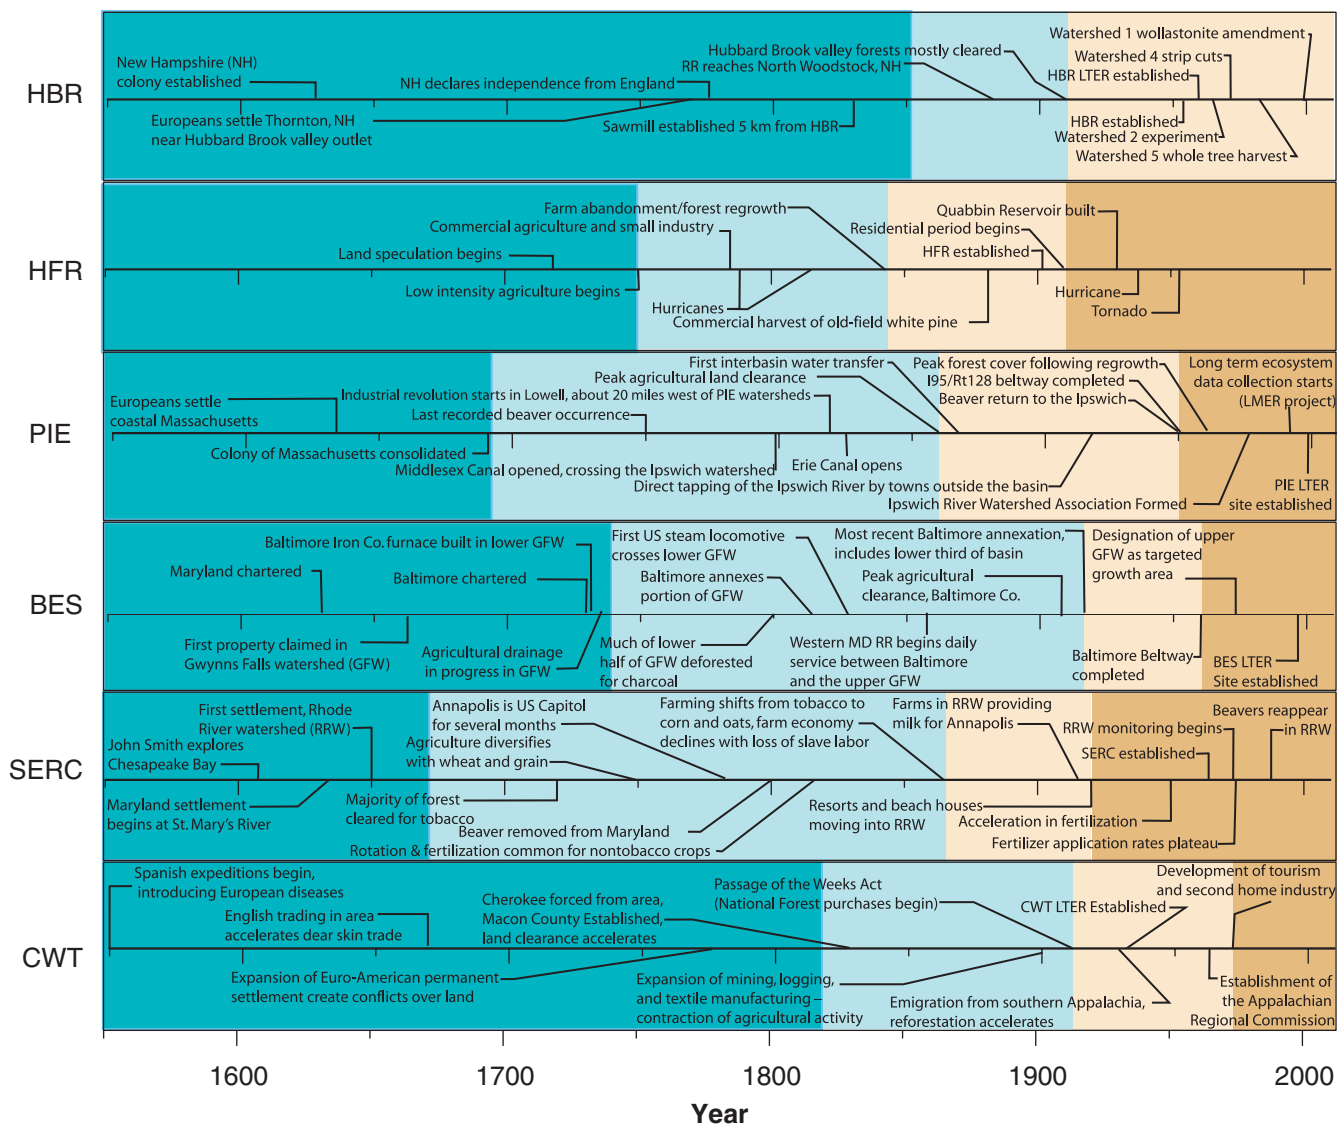 HBR
New Hampshire (NH)
colony established
Europeans settle Thornton, NH
near Hubbard Brook valley outlet
NH declares independence from England
Sawmill established 5 km from HBR
Hubbard Brook valley forests mostly cleared
RR reaches North Woodstock, NH
Watershed 1 wollastonite amendment
Watershed 4 strip cuts
HBR LTER established
HBR established
Watershed 2 experiment
Watershed 5 whole tree harvest
HFR
Farm abandonment/forest regrowth
Commercial agriculture and small industry
Land speculation begins
Low intensity agriculture begins
Hurricanes
Commercial harvest of old-field white pine
Quabbin Reservoir built
Residential period begins
HFR established
Hurricane
Tornado
PIE
Europeans settle
coastal Massachusetts
Colony of Massachusetts consolidated
First interbasin water transfer
Peak agricultural land clearance
Industrial revolution starts in Lowell, about 20 miles west of PIE watersheds
Last recorded beaver occurrence
Middlesex Canal opened, crossing the Ipswich watershed
Erie Canal opens
Direct tapping of the Ipswich River by towns outside the basin
Ipswich River Watershed Association Formed
Peak forest cover following regrowth
I95/Rt128 beltway completed
Beaver return to the Ipswich
Long term ecosystem
data collection starts
(LMER project)
PIE LTER
site established
BES
Baltimore Iron Co. furnace built in lower GFW
Maryland chartered
Baltimore chartered
First property claimed in
Gwynns Falls watershed (GFW)
Agricultural drainage
in progress in GFW
First US steam locomotive
crosses lower GFW
Baltimore annexes
portion of GFW
Much of lower
half of GFW deforested
for charcoal
Most recent Baltimore annexation,
includes lower third of basin
Peak agricultural
clearance, Baltimore Co.
Western MD RR begins daily
service between Baltimore
and the upper GFW
Designation of upper
GFW as targeted
growth area
Baltimore Beltway
completed
BES LTER
Site established
SERC
First settlement, Rhode
River watershed (RRW)
John Smith explores
Chesapeake Bay
Maryland settlement
begins at St. Mary's River
Annapolis is US Capitol
for several months
Agriculture diversifies
with wheat and grain
Majority of forest
cleared for tobacco
Beaver removed from Maryland
Rotation & fertilization common for nontobacco crops
Farming shifts from tobacco to
corn and oats, farm economy
declines with loss of slave labor
Farms in RRW providing
milk for Annapolis
Resorts and beach houses
moving into RRW
Beavers reappear
in RRW
RRW monitoring begins
SERC established
Acceleration in fertilization
Fertilizer application rates plateau
CWT
Spanish expeditions begin,
introducing European diseases
English trading in area
accelerates dear skin trade
Expansion of Euro-American permanent
settlement create conflicts over land
Cherokee forced from area,
Macon County Established,
land clearance accelerates
Passage of the Weeks Act
(National Forest purchases begin)
Expansion of mining, logging,
and textile manufacturing –
contraction of agricultural activity
CWT LTER Established
Emigration from southern Appalachia,
reforestation accelerates
Development of tourism
and second home industry
Establishment of
the Appalachian
Regional Commission
1600 1700 1800 1900 2000
Year